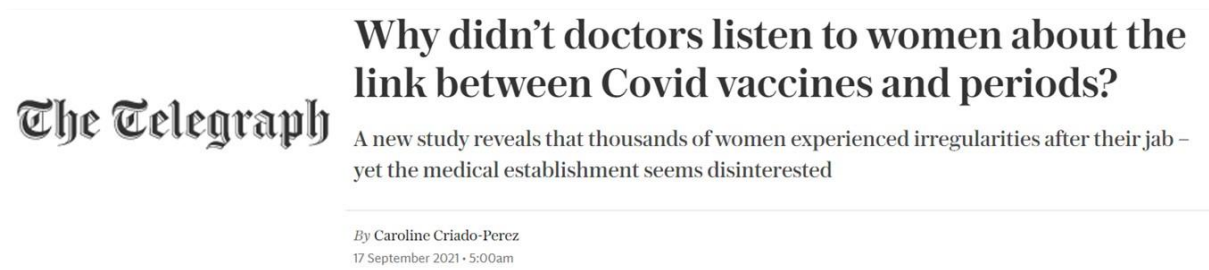 The Telegraph
Why didn't doctors listen to women about the
link between Covid vaccines and periods?
A new study reveals that thousands of women experienced irregularities after their jab –
yet the medical establishment seems disinterested
By Caroline Criado-Perez
17 September 2021 • 5:00am